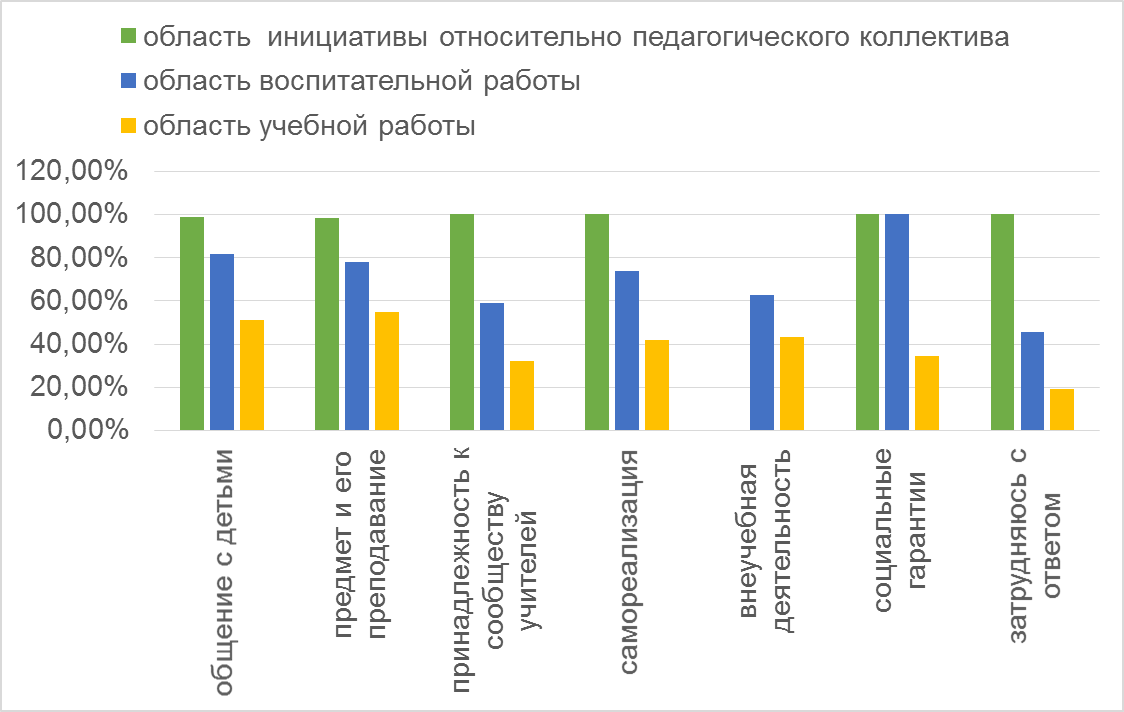 область инициативы относительно педагогического коллектива
область воспитательной работы
область учебной работы
120,00%
100,00%
80,00%
60,00%
40,00%
20,00%
0,00%
общение с детьми
предмет и его
преподавание
принадлежность к
сообществу
учителей
самореализация
внеучебная
деятельность
социальные
гарантии
затрудняюсь с
ответом